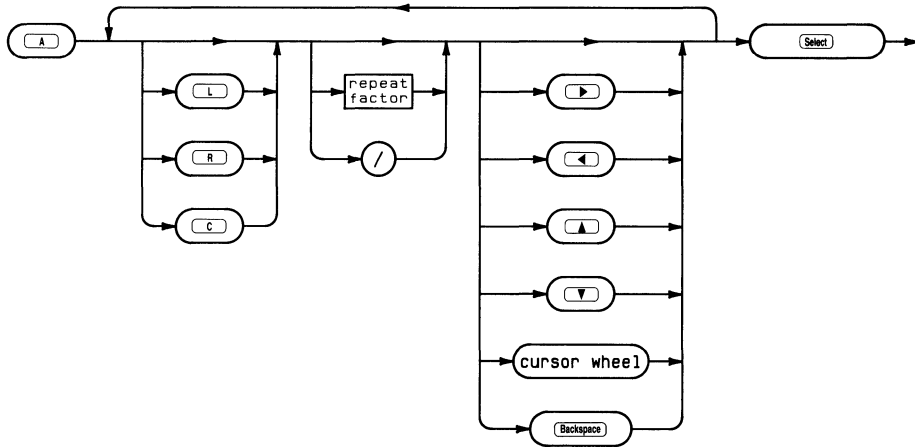 A
Select
L
repeat
factor
R
/
C
▶
◀
▲
▼
cursor wheel
Backspace